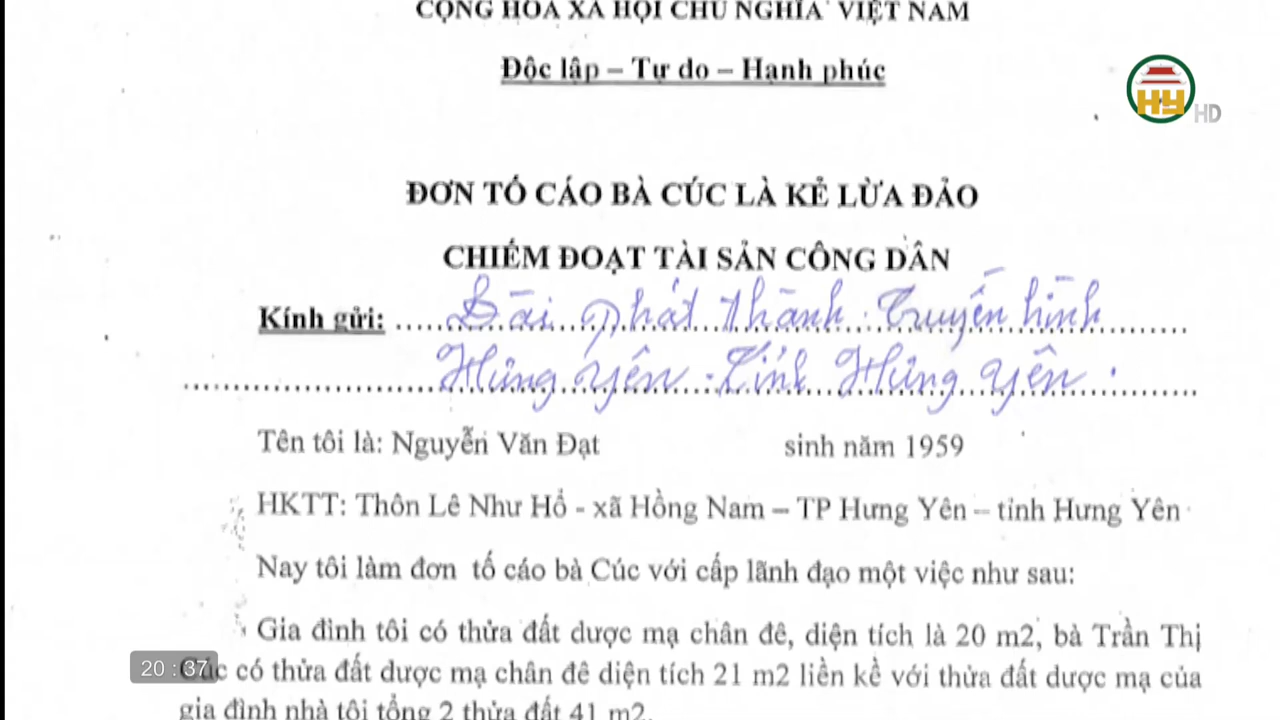 CỘNG HÒA XÃ HỘI CHỦ NGHĨA VIỆT NAM
Độc lập – Tự do – Hạnh phúc
HY HD
ĐƠN TỐ CÁO BÀ CÚC LÀ KẺ LỪA ĐẢO
CHIẾM ĐOẠT TÀI SẢN CÔNG DÂN
Kính gửi: Đài phát thành Truyền hình
Hưng Yên - Tỉnh Hưng Yên.
Tên tôi là: Nguyễn Văn Đạt sinh năm 1959
HKTT: Thôn Lê Như Hổ - xã Hồng Nam – TP Hưng Yên – tỉnh Hưng Yên
Nay tôi làm đơn tố cáo bà Cúc với cấp lãnh đạo một việc như sau:
Gia đình tôi có thửa đất dược mạ chân đê, diện tích là 20 m2, bà Trần Thị
20:37
Cúc có thửa đất dược mạ chân đê diện tích 21 m2 liền kề với thửa đất dược mạ của
gia đình nhà tôi tổng 2 thửa đất 41 m2.